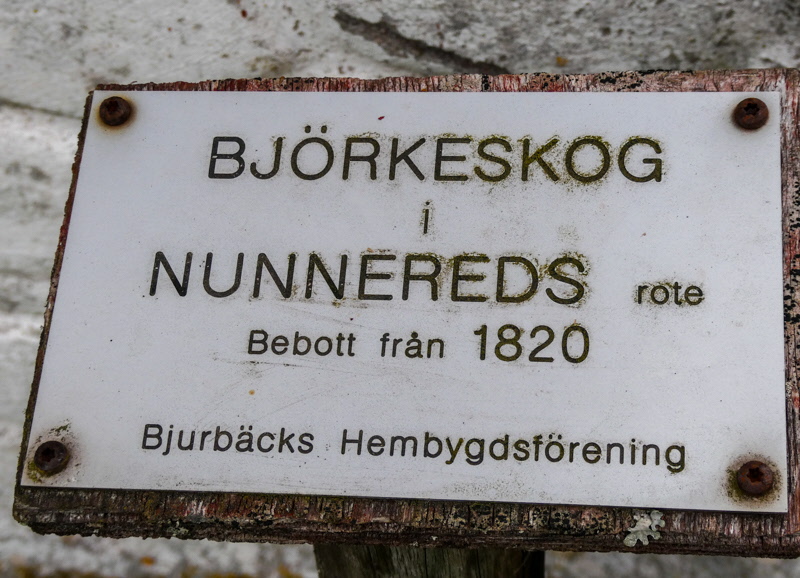 BJÖRKESKOG
i
NUNNEREDS rote
Bebott från 1820
Bjurbäcks Hembygdsförening